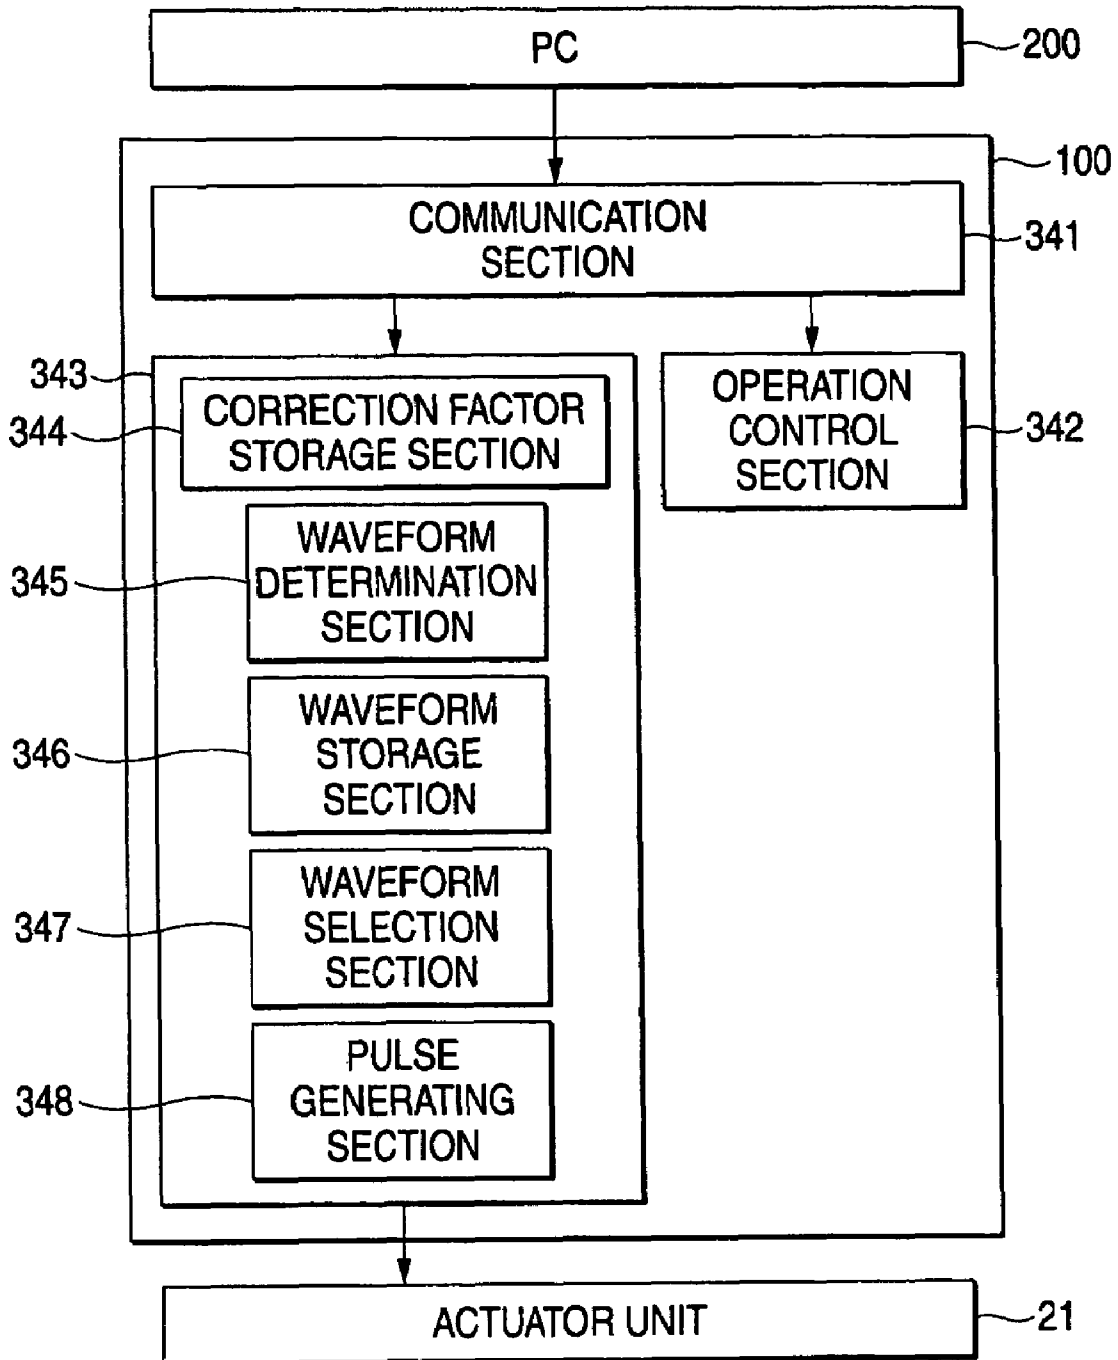 PC
200
100
COMMUNICATION
SECTION
341
343
344
CORRECTION FACTOR
STORAGE SECTION
OPERATION
CONTROL
SECTION
342
345
WAVEFORM
DETERMINATION
SECTION
346
WAVEFORM
STORAGE
SECTION
347
WAVEFORM
SELECTION
SECTION
348
PULSE
GENERATING
SECTION
ACTUATOR UNIT
21